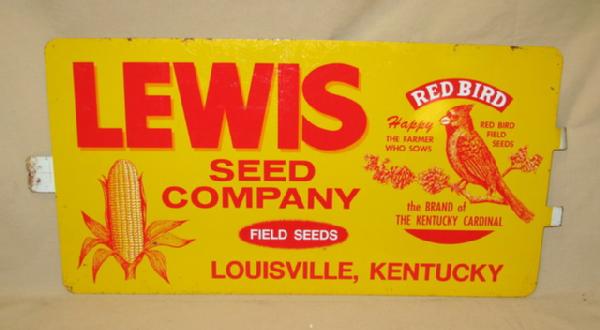 LEWIS
SEED
COMPANY
FIELD SEEDS
LOUISVILLE, KENTUCKY
RED BIRD
Happy
THE FARMER
WHO SOWS
RED BIRD
FIELD
SEEDS
the BRAND of
THE KENTUCKY CARDINAL